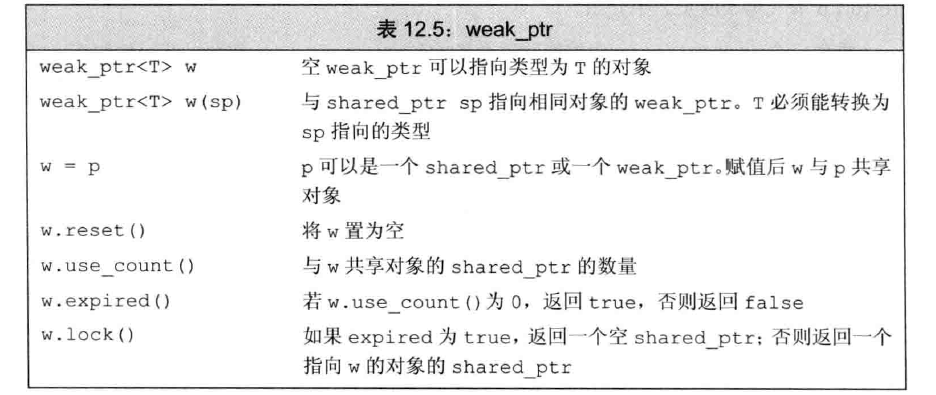 表 12.5：weak_ptr
weak_ptr<T> w 空 weak_ptr 可以指向类型为 T 的对象
weak_ptr<T> w(sp) 与 shared_ptr sp 指向相同对象的 weak_ptr。T 必须能转换为
sp 指向的类型
w = p p 可以是一个 shared_ptr 或一个 weak_ptr。赋值后 w 与 p 共享
对象
w.reset() 将 w 置为空
w.use_count() 与 w 共享对象的 shared_ptr 的数量
w.expired() 若 w.use_count()为 0，返回 true，否则返回 false
w.lock() 如果 expired 为 true，返回一个空 shared_ptr；否则返回一个
指向 w 的对象的 shared_ptr